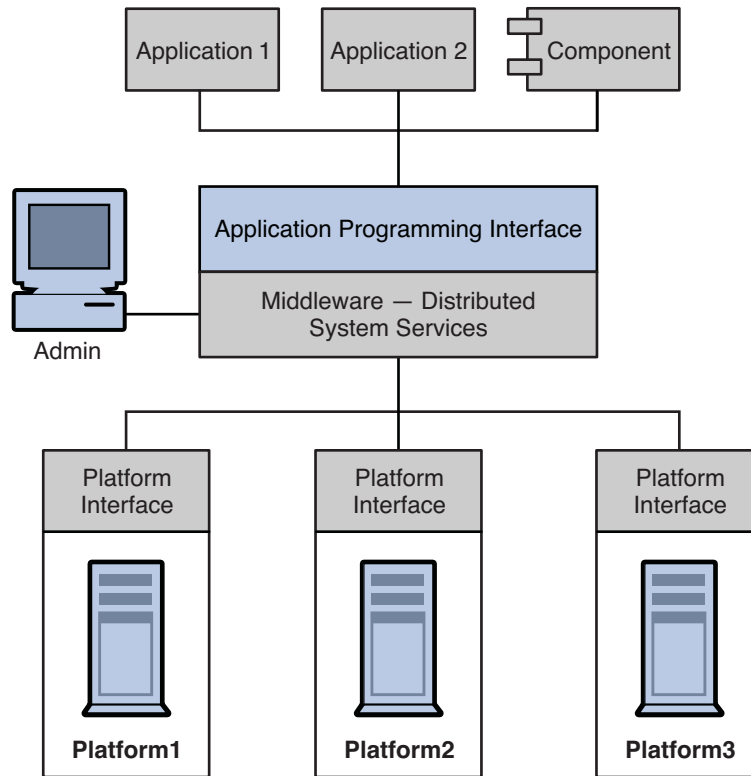 Application 1
Application 2
Component
Application Programming Interface
Middleware — Distributed
System Services
Admin
Platform
Interface
Platform
Interface
Platform
Interface
Platform1
Platform2
Platform3